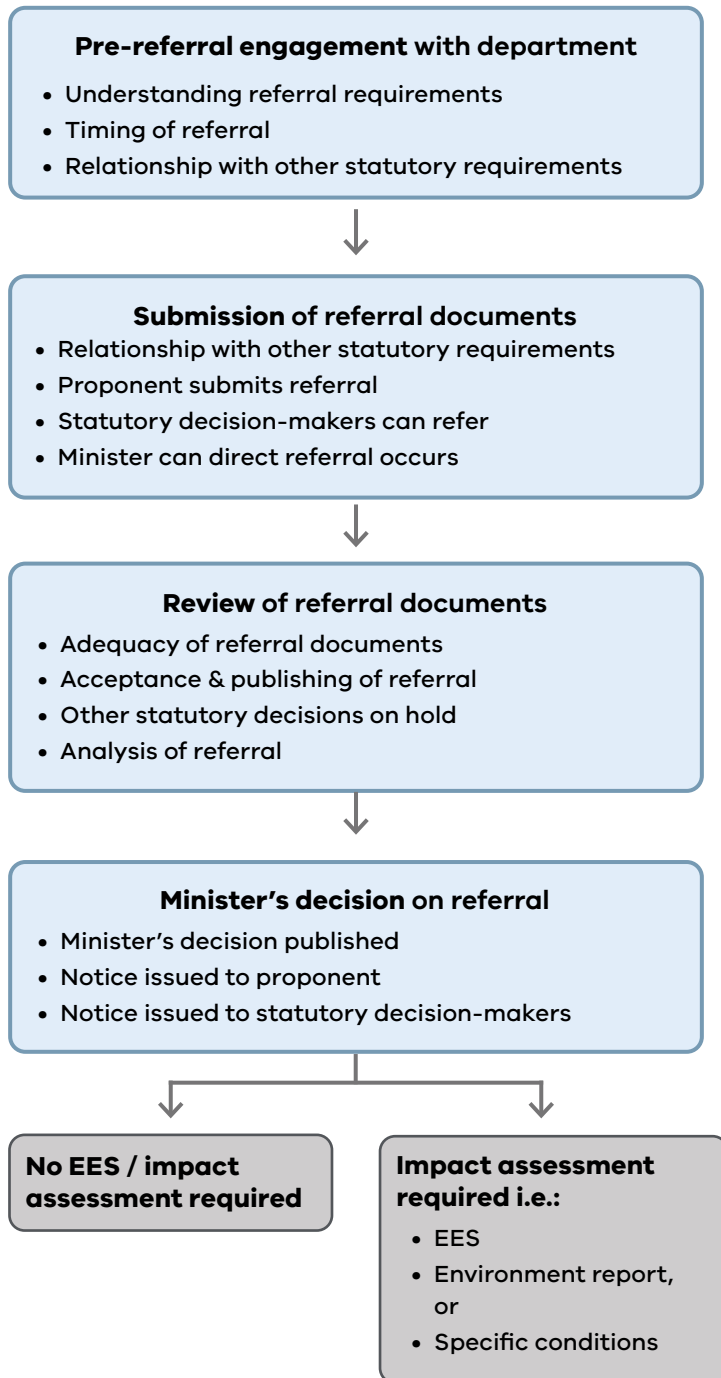 Pre-referral engagement with department
• Understanding referral requirements
• Timing of referral
• Relationship with other statutory requirements
Submission of referral documents
• Relationship with other statutory requirements
• Proponent submits referral
• Statutory decision-makers can refer
• Minister can direct referral occurs
Review of referral documents
• Adequacy of referral documents
• Acceptance & publishing of referral
• Other statutory decisions on hold
• Analysis of referral
Minister’s decision on referral
• Minister’s decision published
• Notice issued to proponent
• Notice issued to statutory decision-makers
No EES / impact
assessment required
Impact assessment
required i.e.:
• EES
• Environment report,
or
• Specific conditions